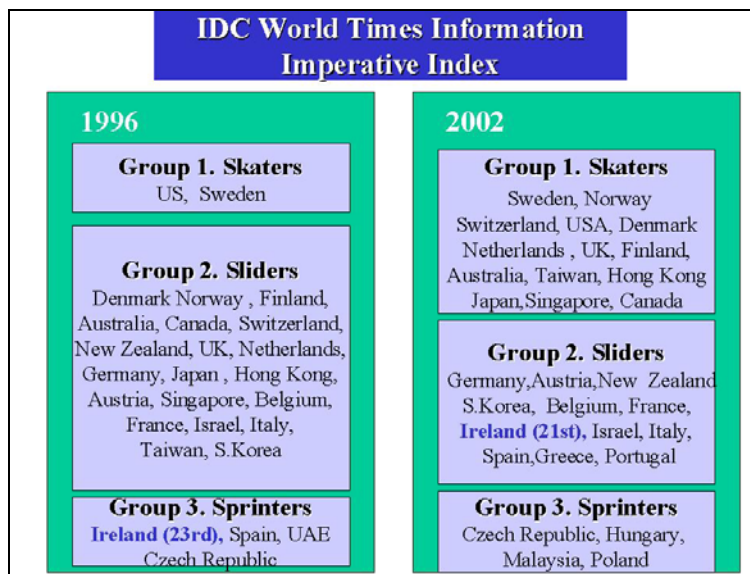 IDC World Times Information
Imperative Index
1996
Group 1. Skaters
US, Sweden
Group 2. Sliders
Denmark Norway , Finland,
Australia, Canada, Switzerland,
New Zealand, UK, Netherlands,
Germany, Japan , Hong Kong,
Austria, Singapore, Belgium,
France, Israel, Italy,
Taiwan, S.Korea
Group 3. Sprinters
Ireland (23rd), Spain, UAE
Czech Republic
2002
Group 1. Skaters
Sweden, Norway
Switzerland, USA, Denmark
Netherlands , UK, Finland,
Australia, Taiwan, Hong Kong
Japan,Singapore, Canada
Group 2. Sliders
Germany,Austria,New Zealand
S.Korea, Belgium, France,
Ireland (21st), Israel, Italy,
Spain,Greece, Portugal
Group 3. Sprinters
Czech Republic, Hungary,
Malaysia, Poland